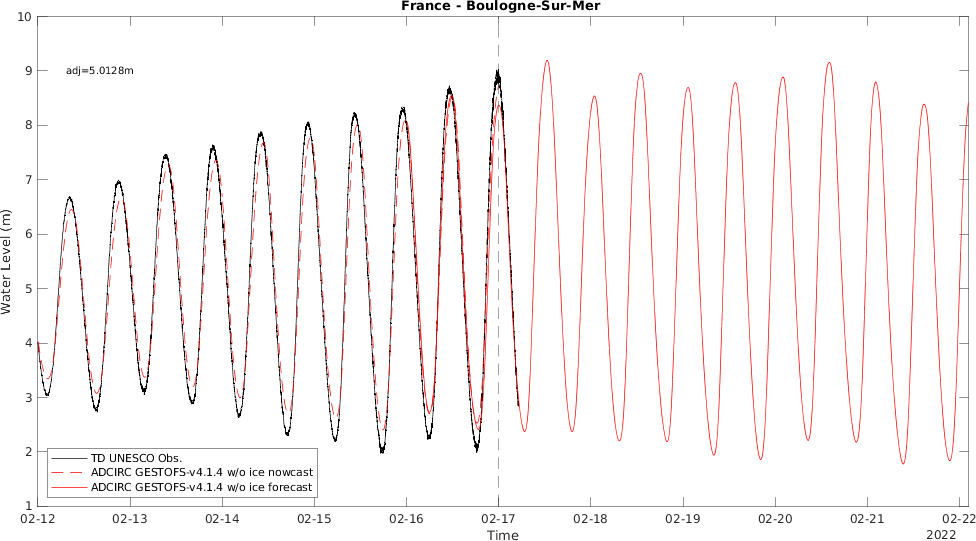 France - Boulogne-Sur-Mer
adj=5.0128m
10
9
8
7
6
5
4
3
2
1
Water Level (m)
TD UNESCO Obs.
ADCIRC GESTOFS-v4.1.4 w/o ice nowcast
ADCIRC GESTOFS-v4.1.4 w/o ice forecast
02-12 02-13 02-14 02-15 02-16 02-17 02-18 02-19 02-20 02-21 02-22
Time
2022